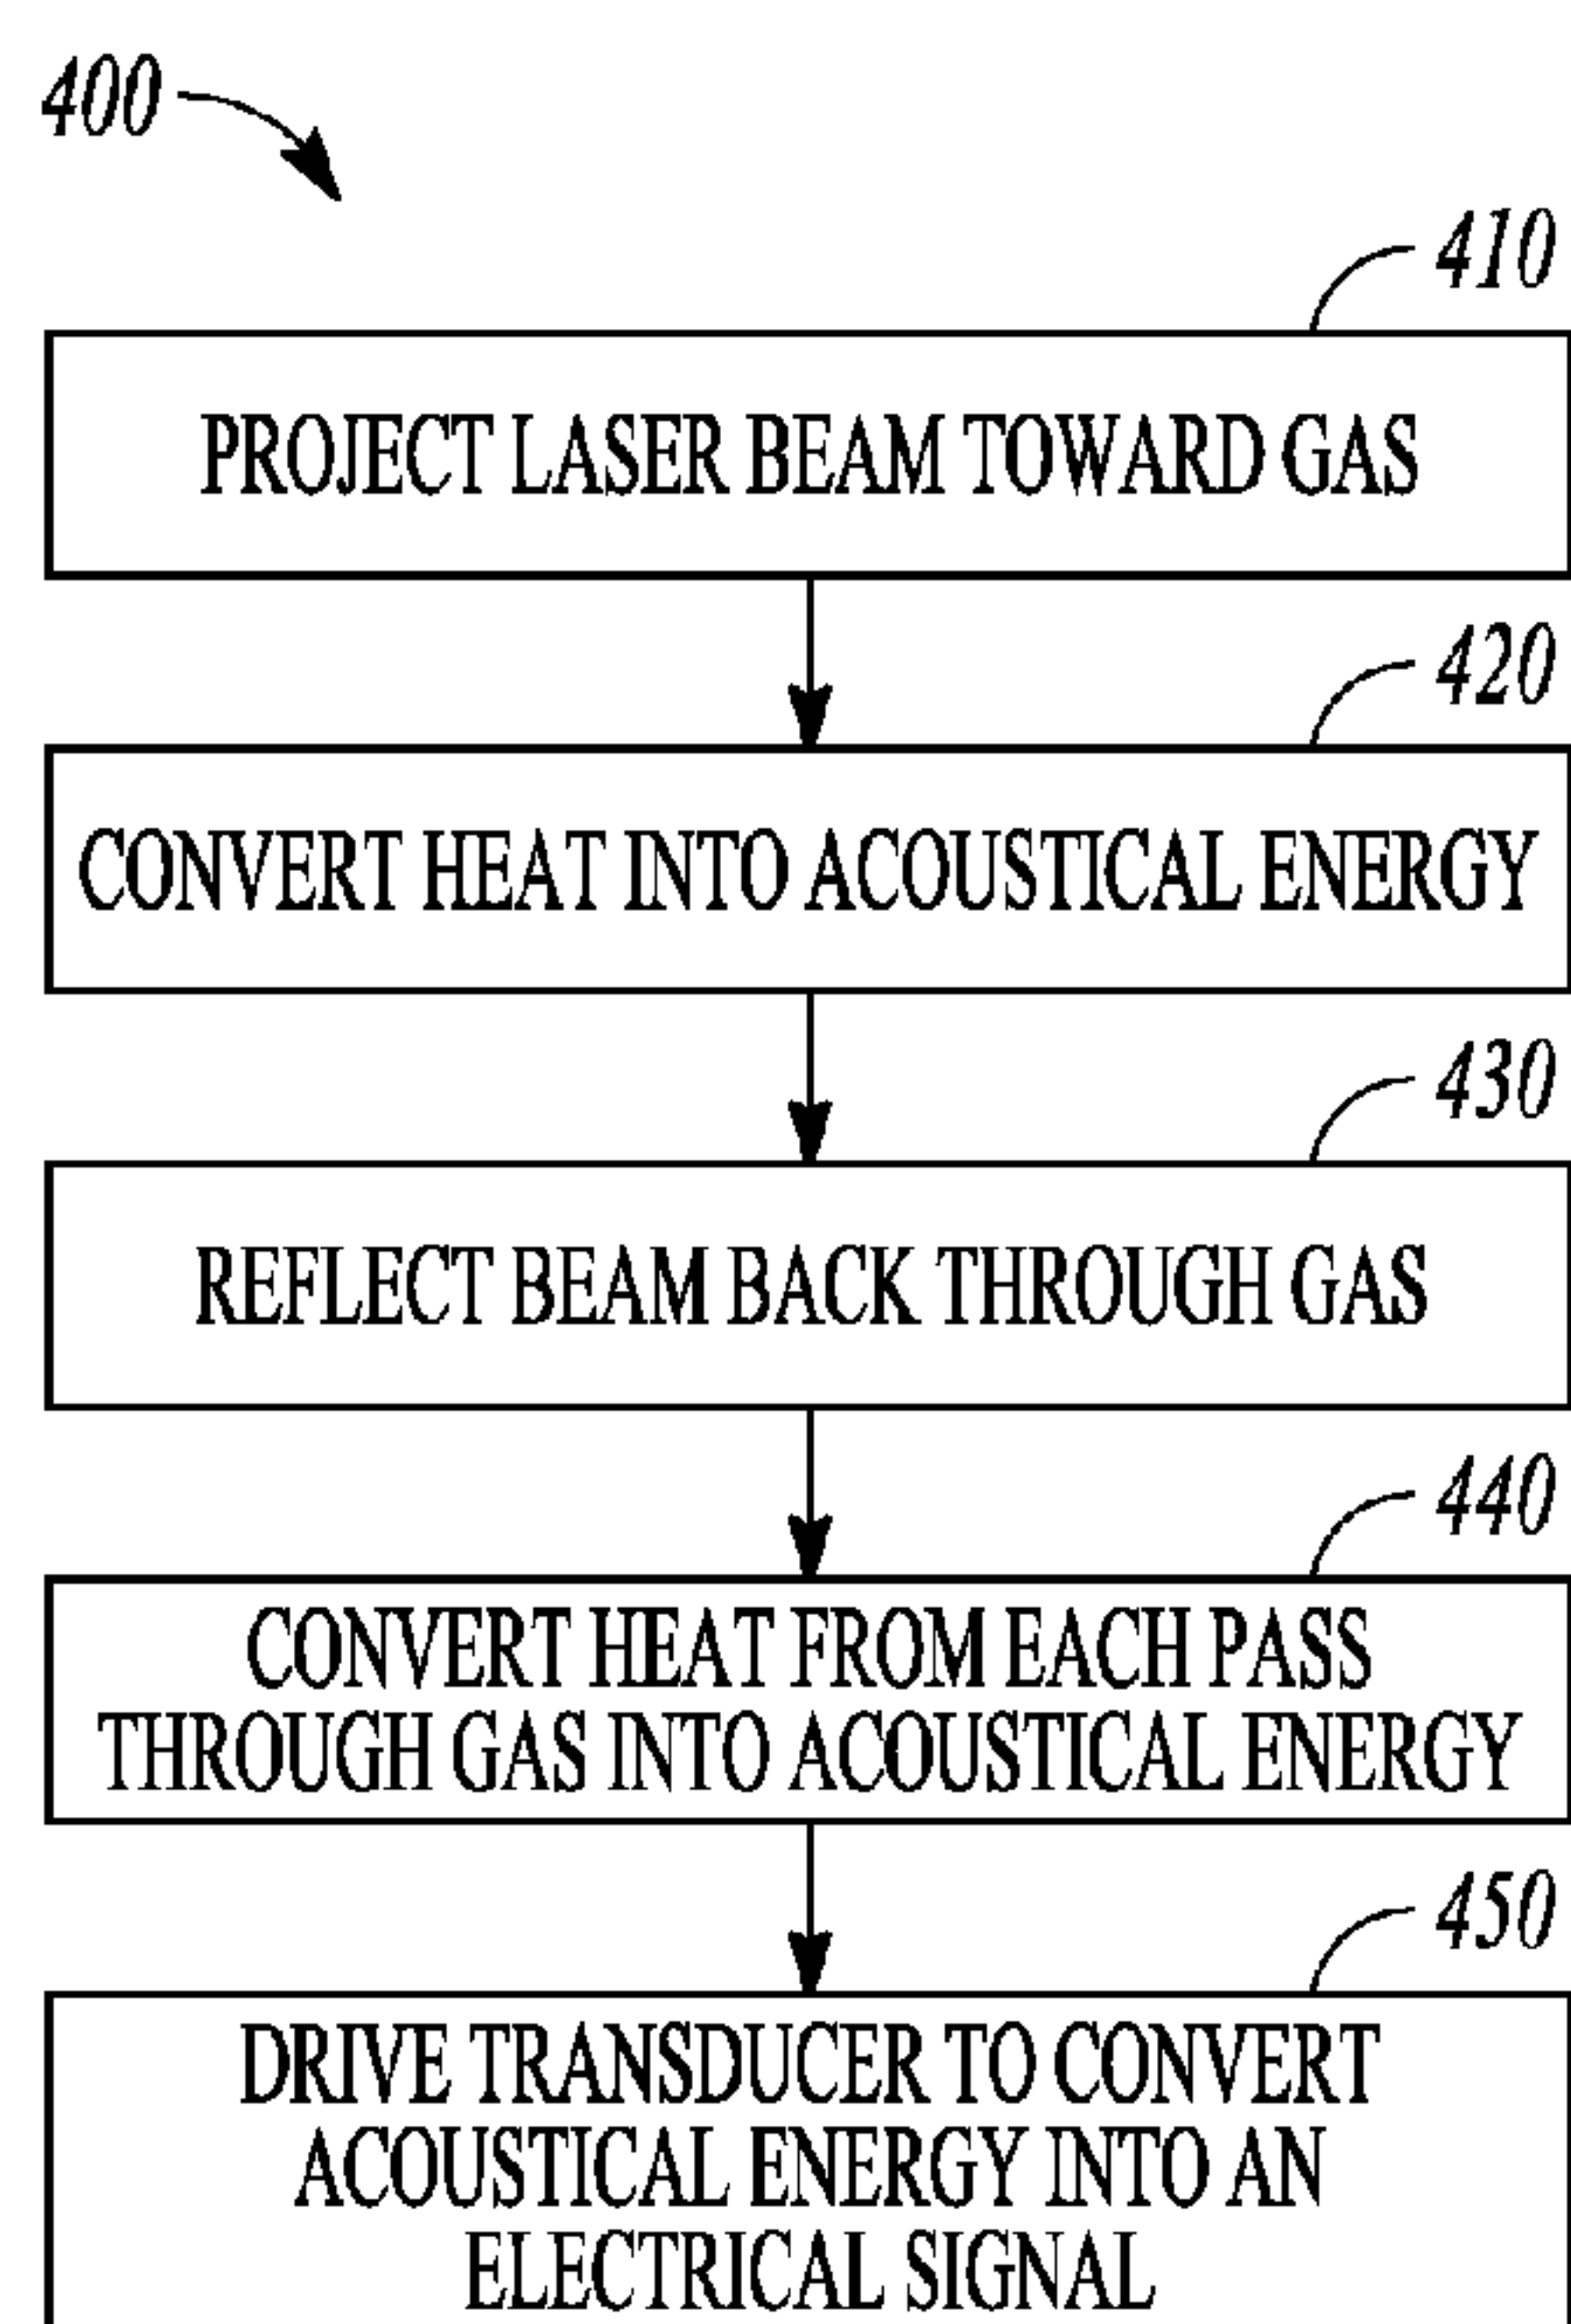 400
410
PROJECT LASER BEAM TOWARD GAS
420
CONVERT HEAT INTO ACOUSTICAL ENERGY
430
REFLECT BEAM BACK THROUGH GAS
440
CONVERT HEAT FROM EACH PASS
THROUGH GAS INTO ACOUSTICAL ENERGY
450
DRIVE TRANSDUCER TO CONVERT
ACOUSTICAL ENERGY INTO AN
ELECTRICAL SIGNAL